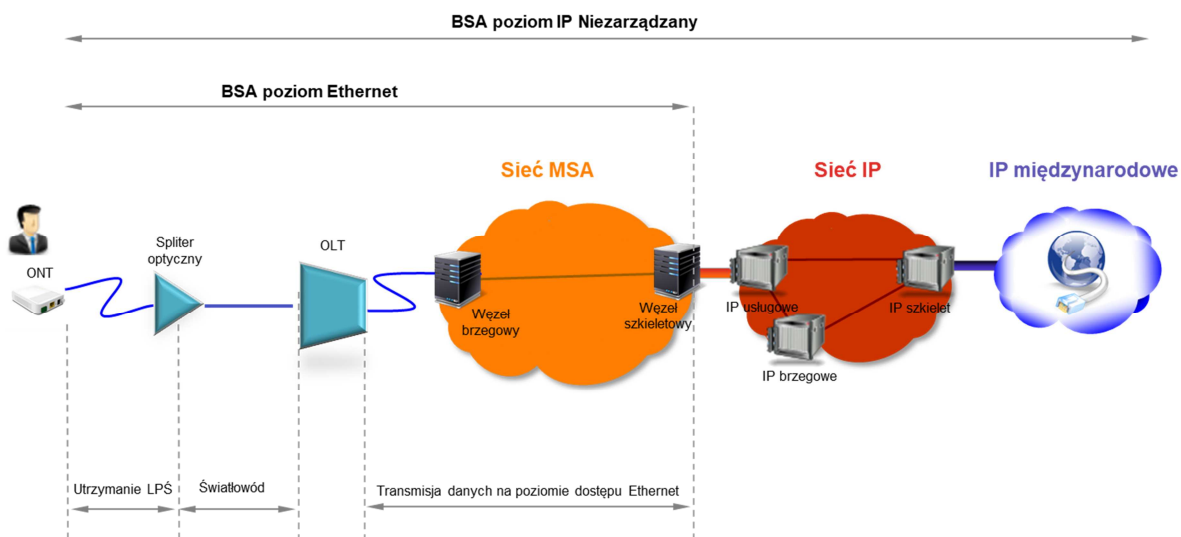 BSA poziom IP Niezarządzany
BSA poziom Ethernet
Sieć MSA
Sieć IP
IP międzynarodowe
ONT
Spliter
optyczny
OLT
Węzeł
brzegowy
Węzeł
szkieletowy
IP usługowe
IP szkielet
IP brzegowe
Utrzymanie LPŚ
Światłowód
Transmisja danych na poziomie dostępu Ethernet